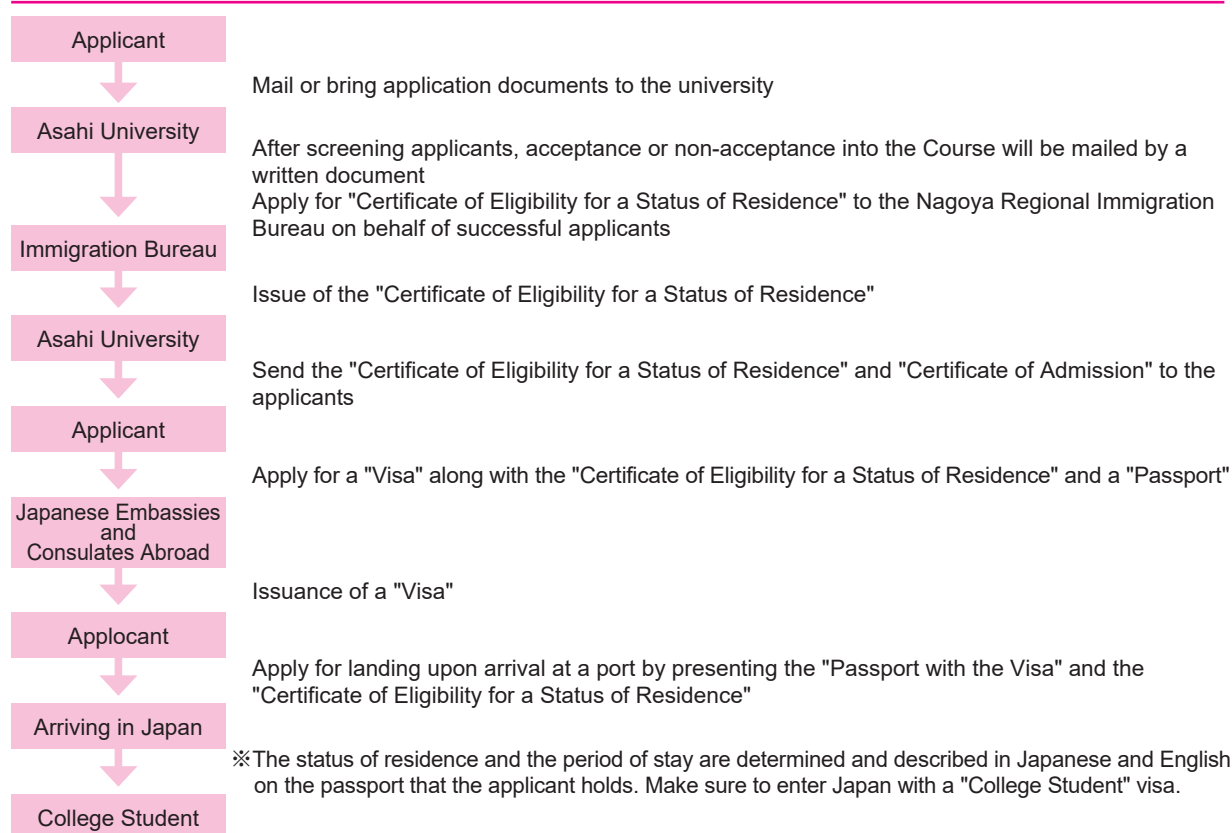 Applicant
Mail or bring application documents to the university
Asahi University
After screening applicants, acceptance or non-acceptance into the Course will be mailed by a
written document
Apply for "Certificate of Eligibility for a Status of Residence" to the Nagoya Regional Immigration
Bureau on behalf of successful applicants
Immigration Bureau
Issue of the "Certificate of Eligibility for a Status of Residence"
Asahi University
Send the "Certificate of Eligibility for a Status of Residence" and "Certificate of Admission" to the
applicants
Applicant
Apply for a "Visa" along with the "Certificate of Eligibility for a Status of Residence" and a "Passport"
Japanese Embassies
and
Consulates Abroad
Issuance of a "Visa"
Applocant
Apply for landing upon arrival at a port by presenting the "Passport with the Visa" and the
"Certificate of Eligibility for a Status of Residence"
Arriving in Japan
※The status of residence and the period of stay are determined and described in Japanese and English
on the passport that the applicant holds. Make sure to enter Japan with a "College Student" visa.
College Student